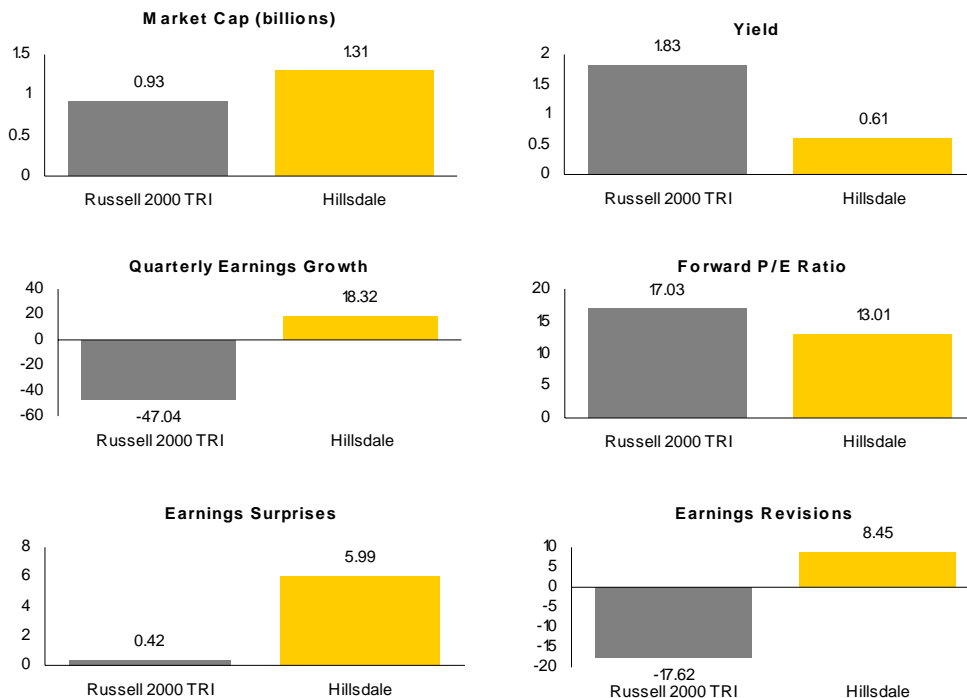 Market Cap (billions)
1.5
1
0.5
0
0.93
1.31
Russell 2000 TRI
Hillsdale
Yield
2
1.5
1
0.5
0
1.83
0.61
Russell 2000 TRI
Hillsdale
Quarterly Earnings Growth
40
20
0
-20
-40
-60
18.32
-47.04
Russell 2000 TRI
Hillsdale
Forward P/E Ratio
20
15
10
5
0
17.03
13.01
Russell 2000 TRI
Hillsdale
Earnings Surprises
8
6
4
2
0
0.42
5.99
Russell 2000 TRI
Hillsdale
Earnings Revisions
10
5
0
-5
-10
-15
-20
8.45
-17.62
Russell 2000 TRI
Hillsdale